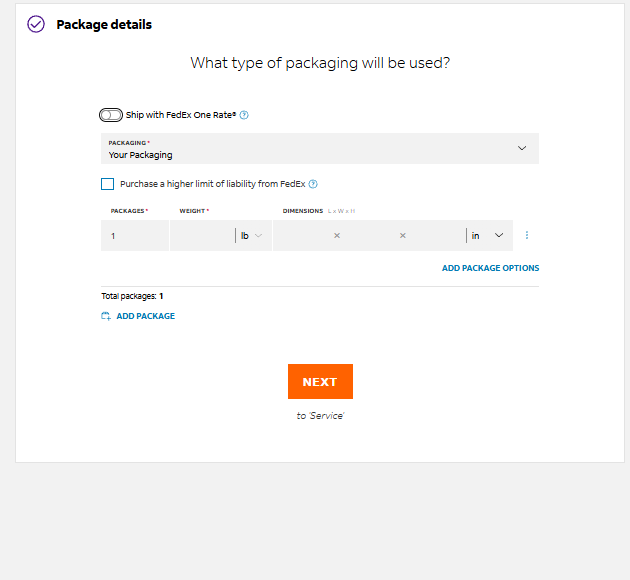 Package details
What type of packaging will be used?
Ship with FedEx One Rate® ?
PACKAGING*
Your Packaging
Purchase a higher limit of liability from FedEx ?
PACKAGES* WEIGHT* DIMENSIONS L x W x H
1 lb × × in
ADD PACKAGE OPTIONS
Total packages: 1
ADD PACKAGE
NEXT
to 'Service'